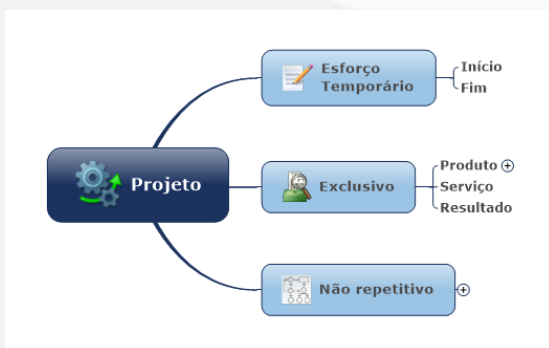 Projeto
Esforço
Temporário
Início
Fim
Exclusivo
Produto
Serviço
Resultado
Não repetitivo